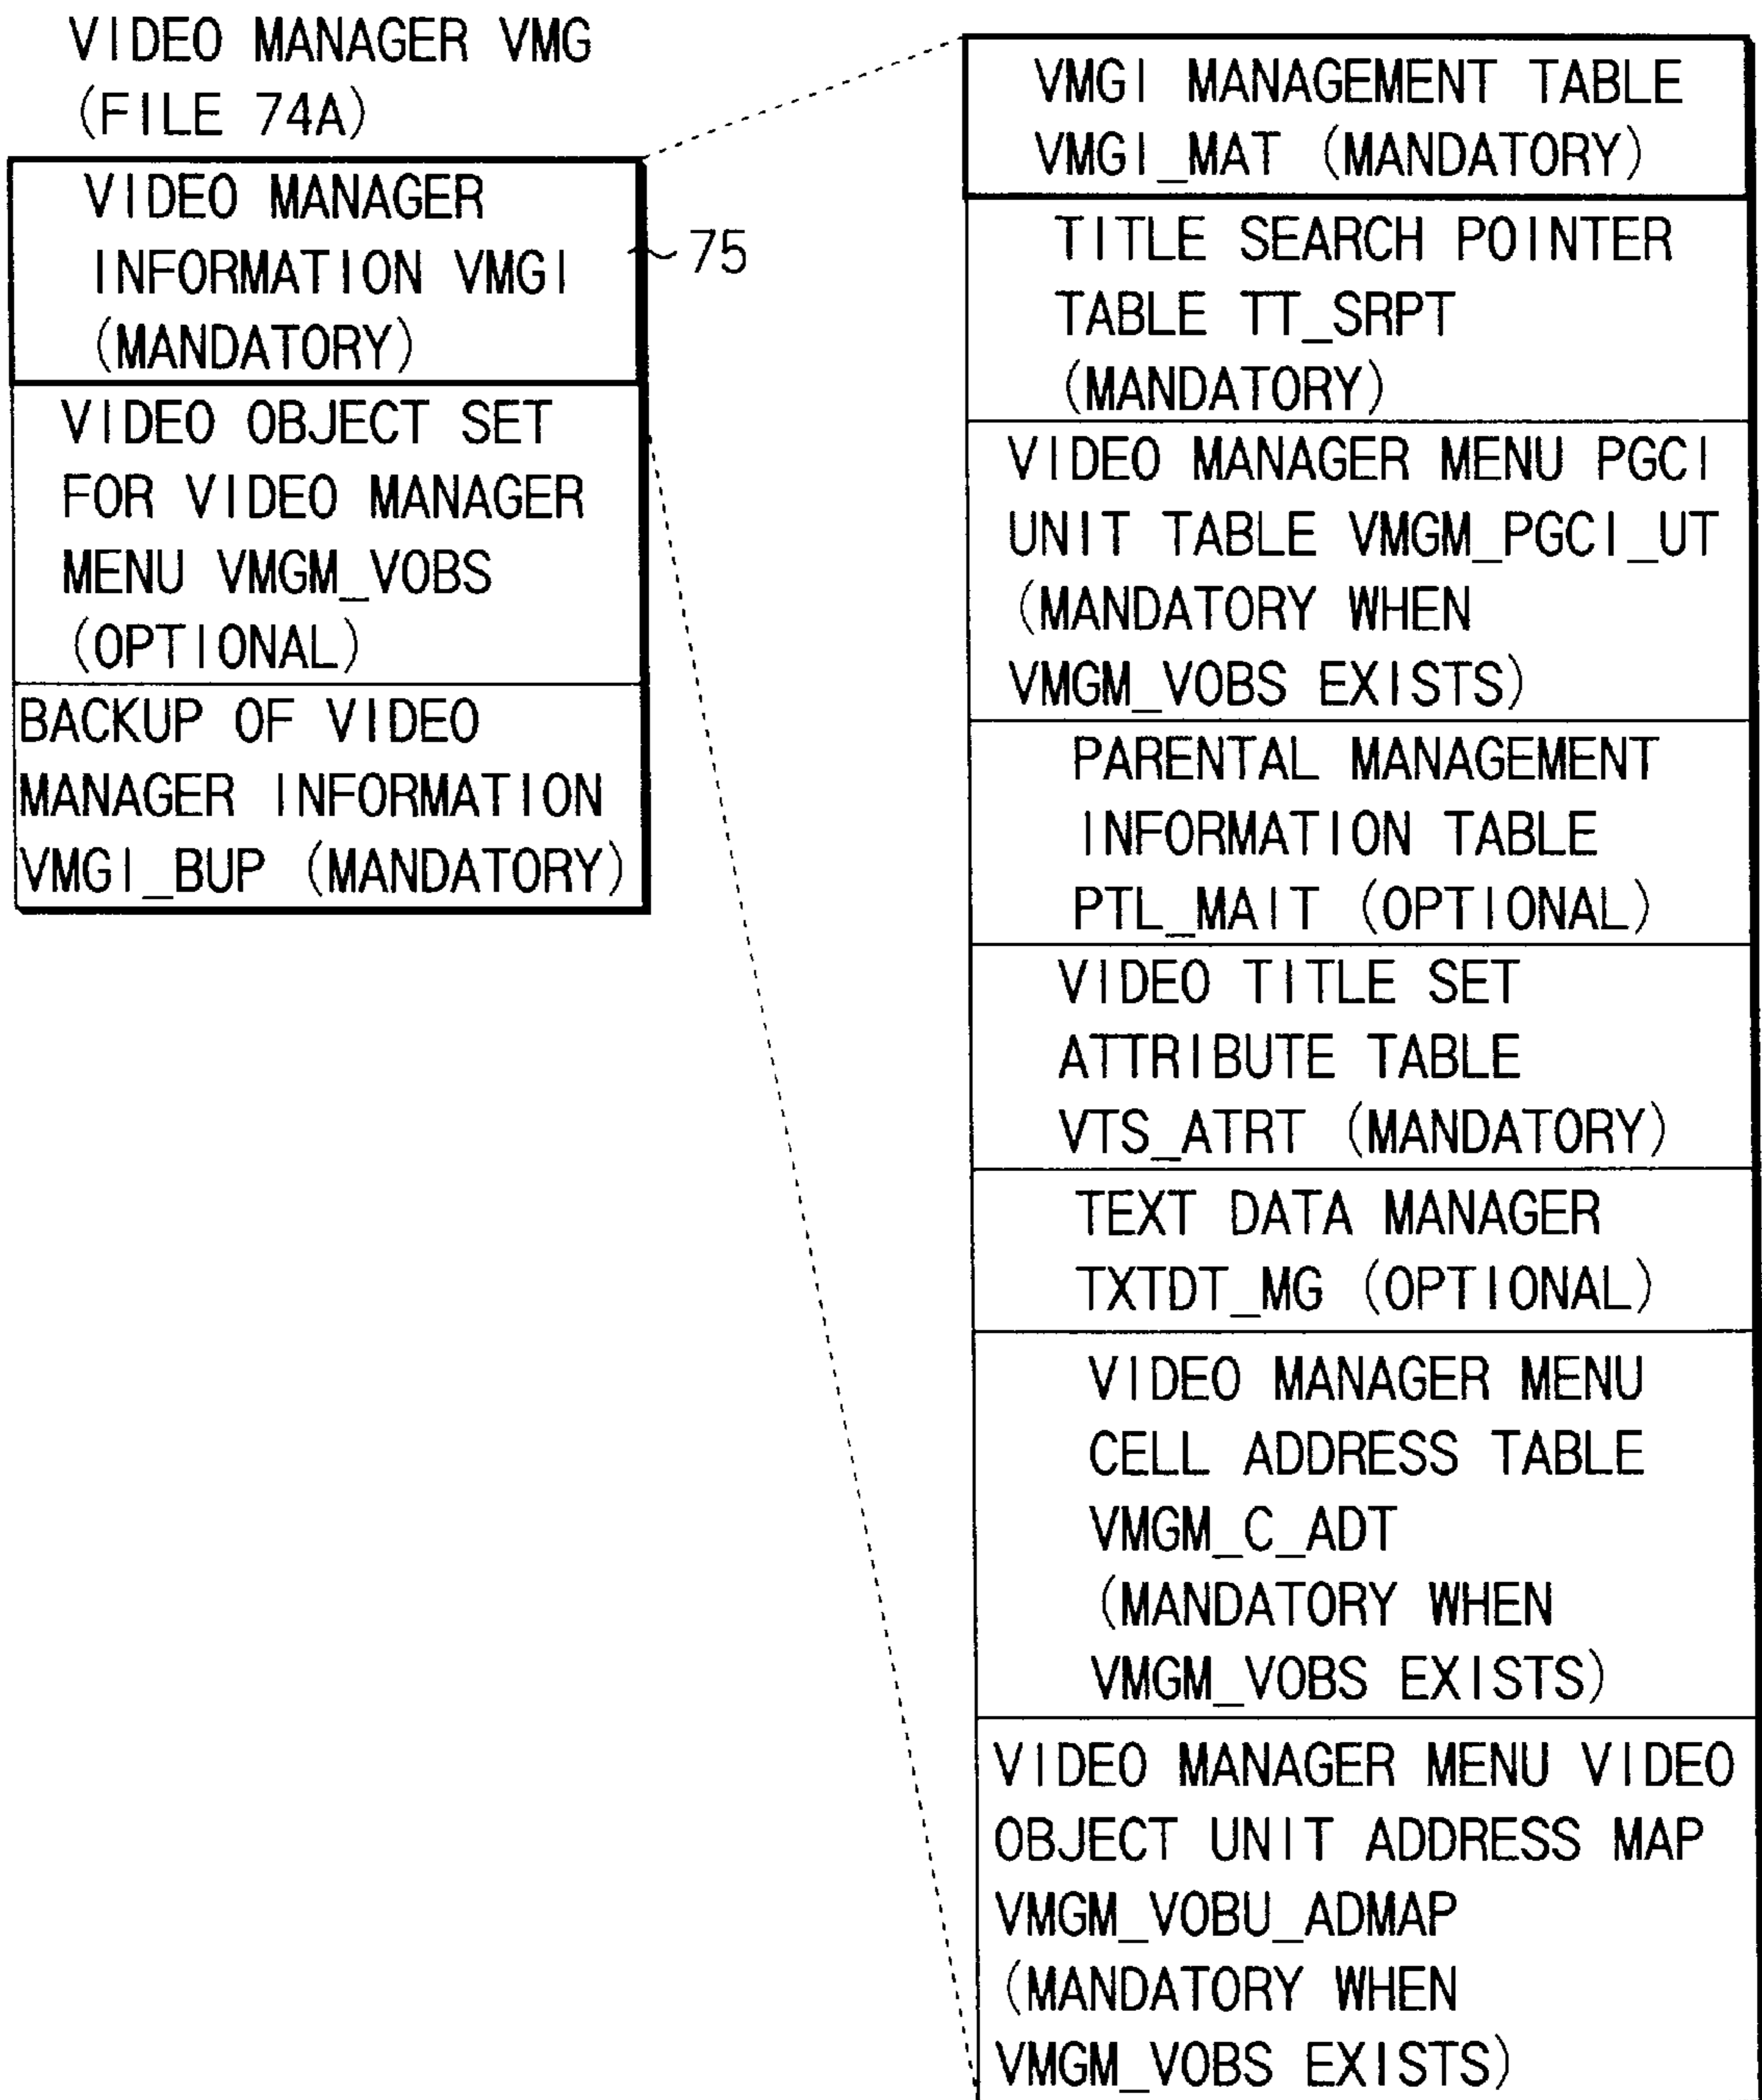 VIDEO MANAGER VMG
(FILE 74A)
VIDEO MANAGER
INFORMATION VMGI
(MANDATORY)
75
VIDEO OBJECT SET
FOR VIDEO MANAGER
MENU VMGM_VOBS
(OPTIONAL)
BACKUP OF VIDEO
MANAGER INFORMATION
VMGI_BUP (MANDATORY)
VMGI MANAGEMENT TABLE
VMGI_MAT (MANDATORY)
TITLE SEARCH POINTER
TABLE TT_SRPT
(MANDATORY)
VIDEO MANAGER MENU PGCI
UNIT TABLE VMGM_PGCI_UT
(MANDATORY WHEN
VMGM_VOBS EXISTS)
PARENTAL MANAGEMENT
INFORMATION TABLE
PTL_MAIT (OPTIONAL)
VIDEO TITLE SET
ATTRIBUTE TABLE
VTS_ATRT (MANDATORY)
TEXT DATA MANAGER
TXTDT_MG (OPTIONAL)
VIDEO MANAGER MENU
CELL ADDRESS TABLE
VMGM_C_ADT
(MANDATORY WHEN
VMGM_VOBS EXISTS)
VIDEO MANAGER MENU VIDEO
OBJECT UNIT ADDRESS MAP
VMGM_VOBU_ADMAP
(MANDATORY WHEN
VMGM_VOBS EXISTS)